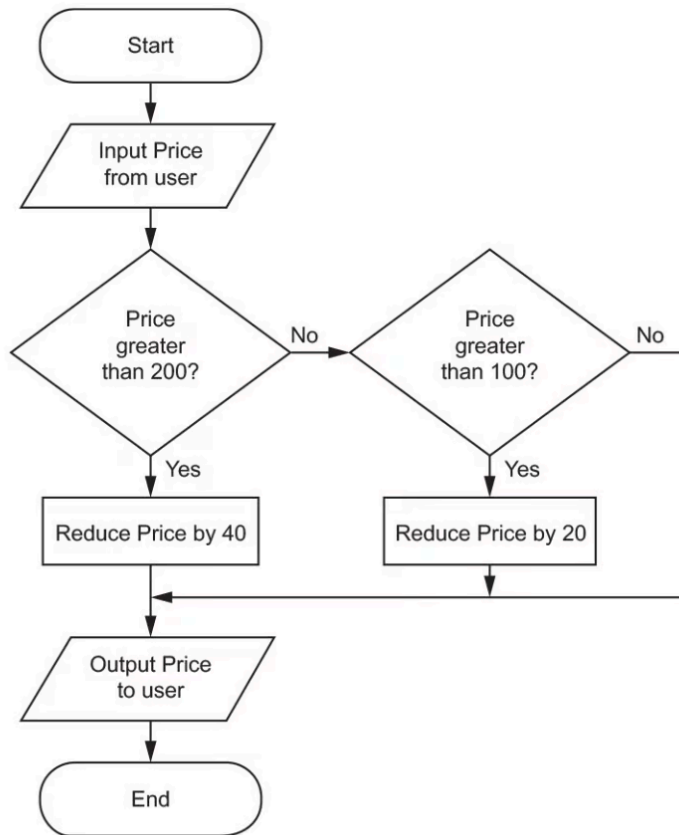 Start
Input Price
from user
Price
greater
than 200?
No
Price
greater
than 100?
No
Yes
Yes
Reduce Price by 40
Reduce Price by 20
Output Price
to user
End